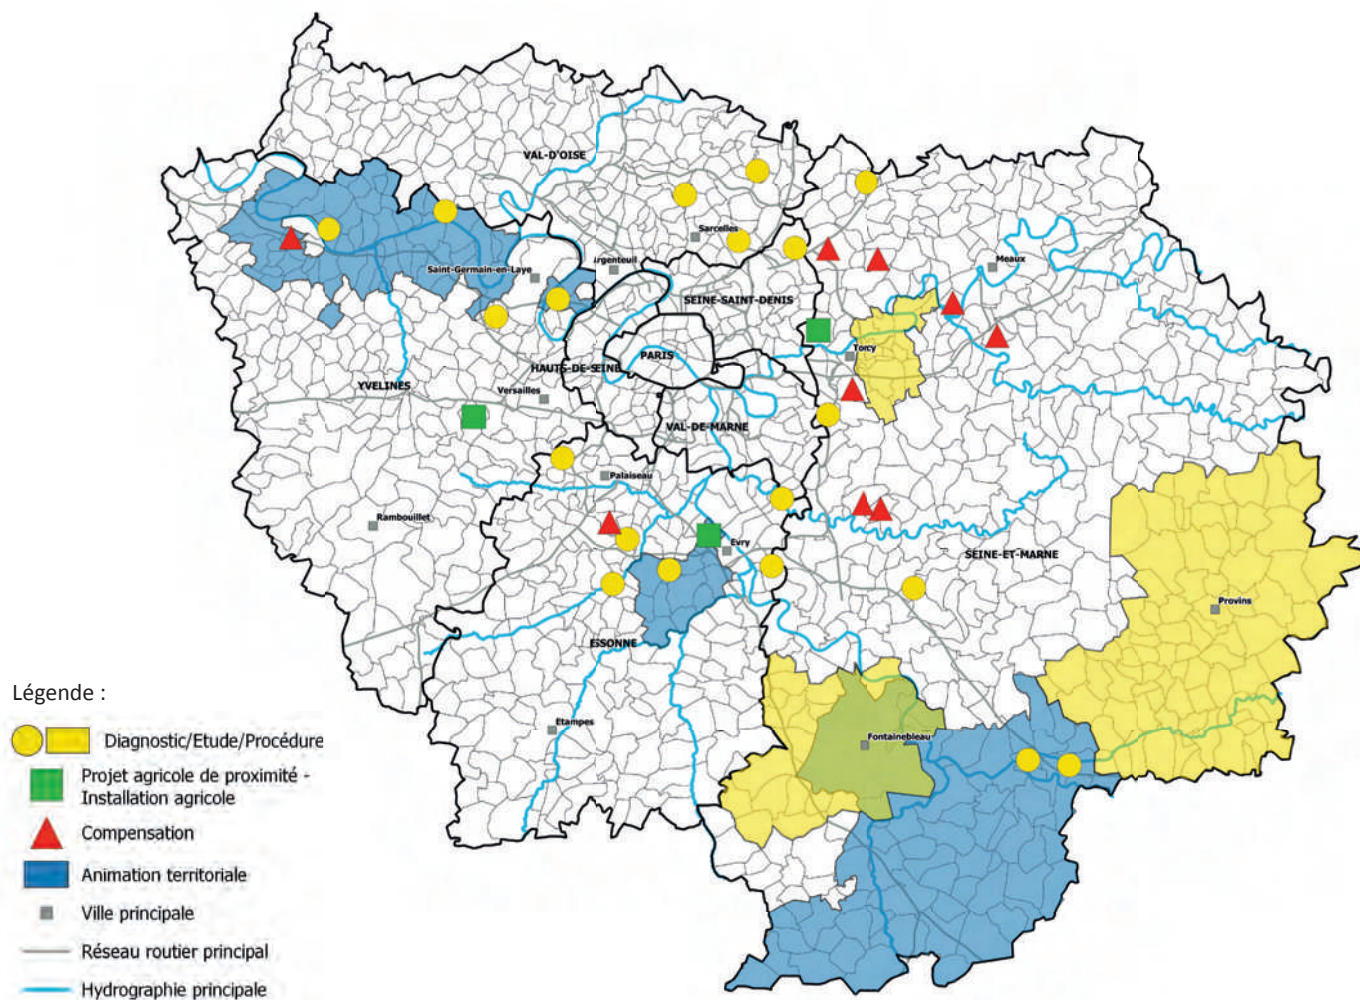 VAL-D'OISE
Sarcelles
Saint-Germain-en-Laye
Argenteuil
Meaux
SEINE-SAINT-DENIS
PARIS
Torcy
HAUTS-DE-SEINE
YVELINES
Versailles
VAL-DE-MARNE
Palaiseau
Rambouillet
Evry
SEINE-ET-MARNE
Provins
ESSONNE
Etampes
Fontainebleau
Légende :
Diagnostic/Etude/Procédure
Projet agricole de proximité -
Installation agricole
Compensation
Animation territoriale
Ville principale
Réseau routier principal
Hydrographie principale